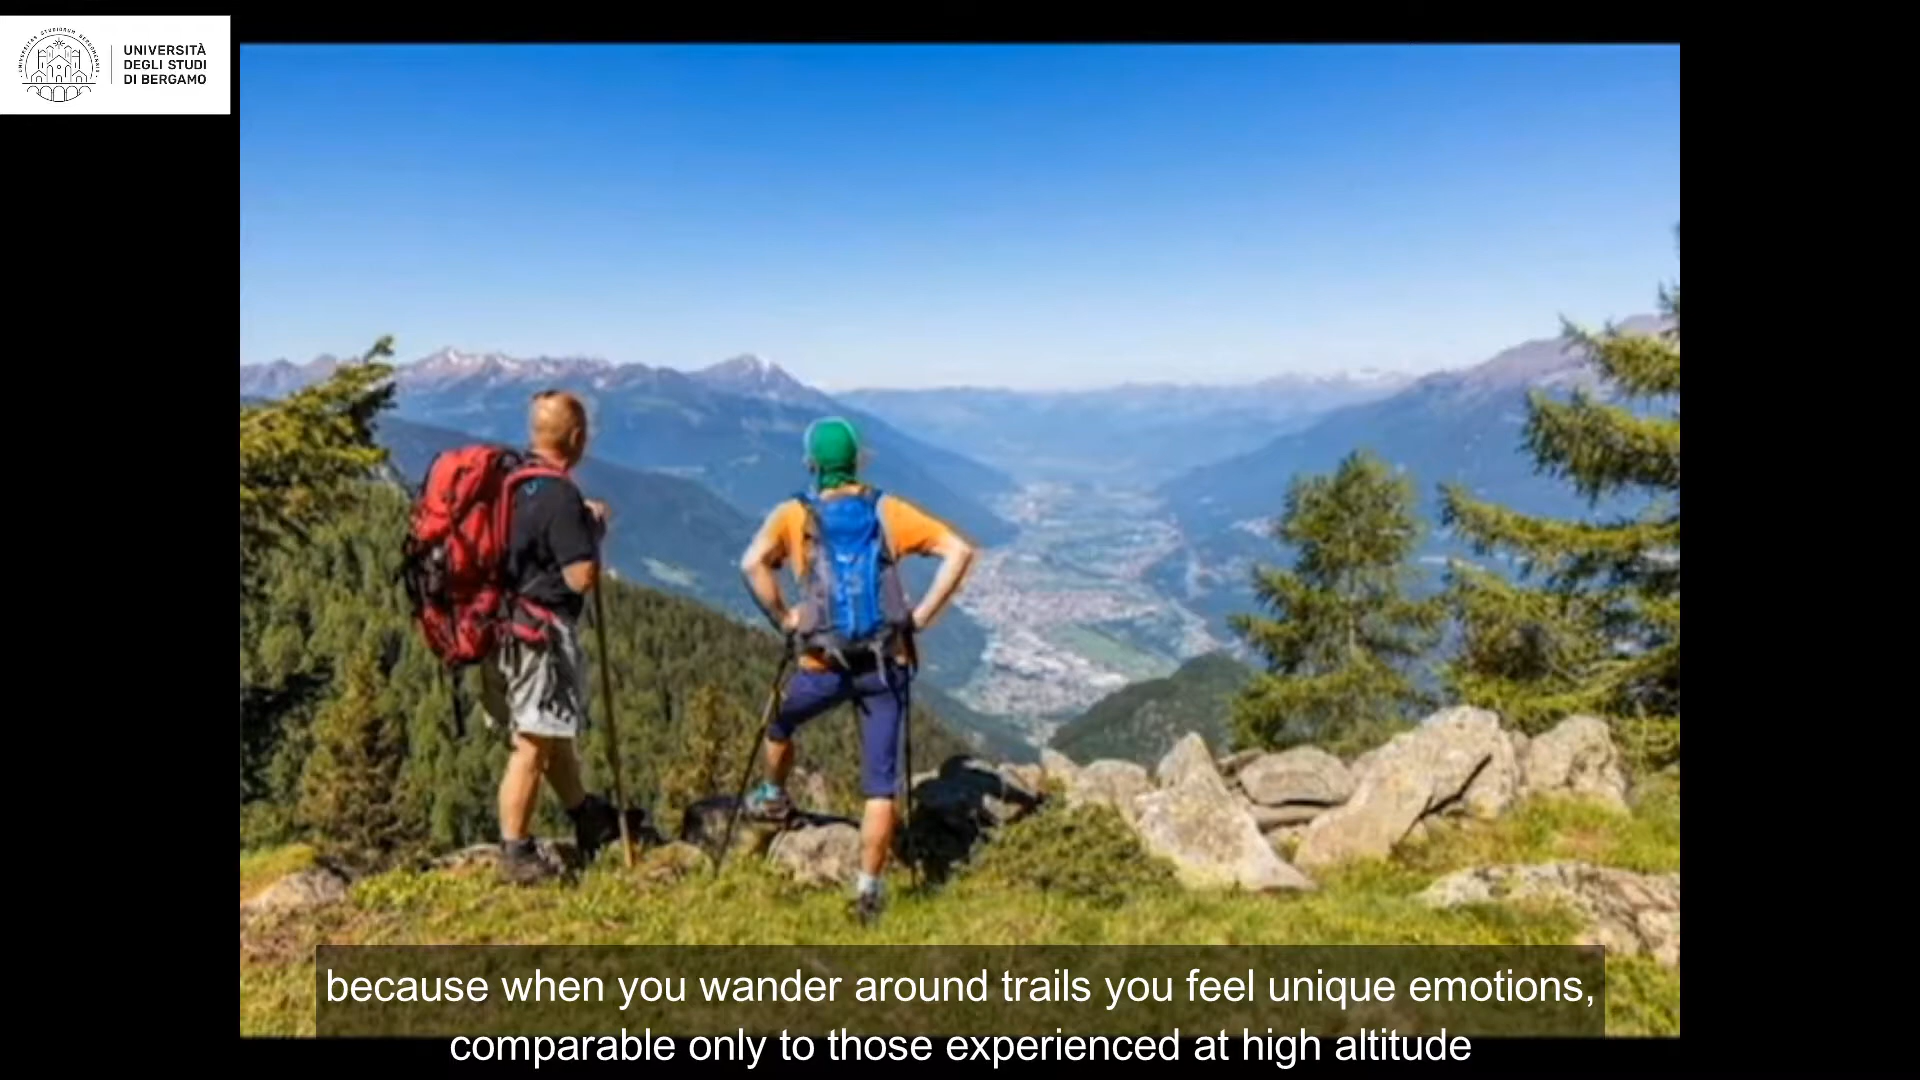 UNIVERSITÀ
DEGLI STUDI
DI BERGAMO
because when you wander around trails you feel unique emotions,
comparable only to those experienced at high altitude